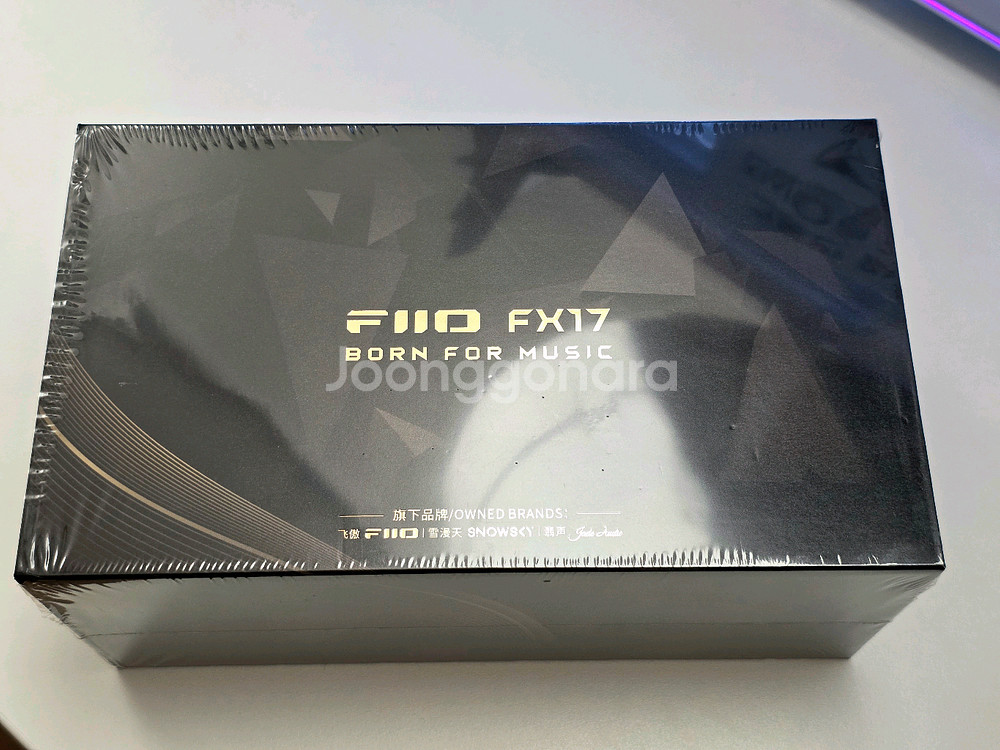 FIIO FX17
BORN FOR MUSIC
Joonggonara
旗下品牌/OWNED BRANDS:
飞傲 FIIO | 雪漫天 SNOWSKY | 翡声 Jade Audio